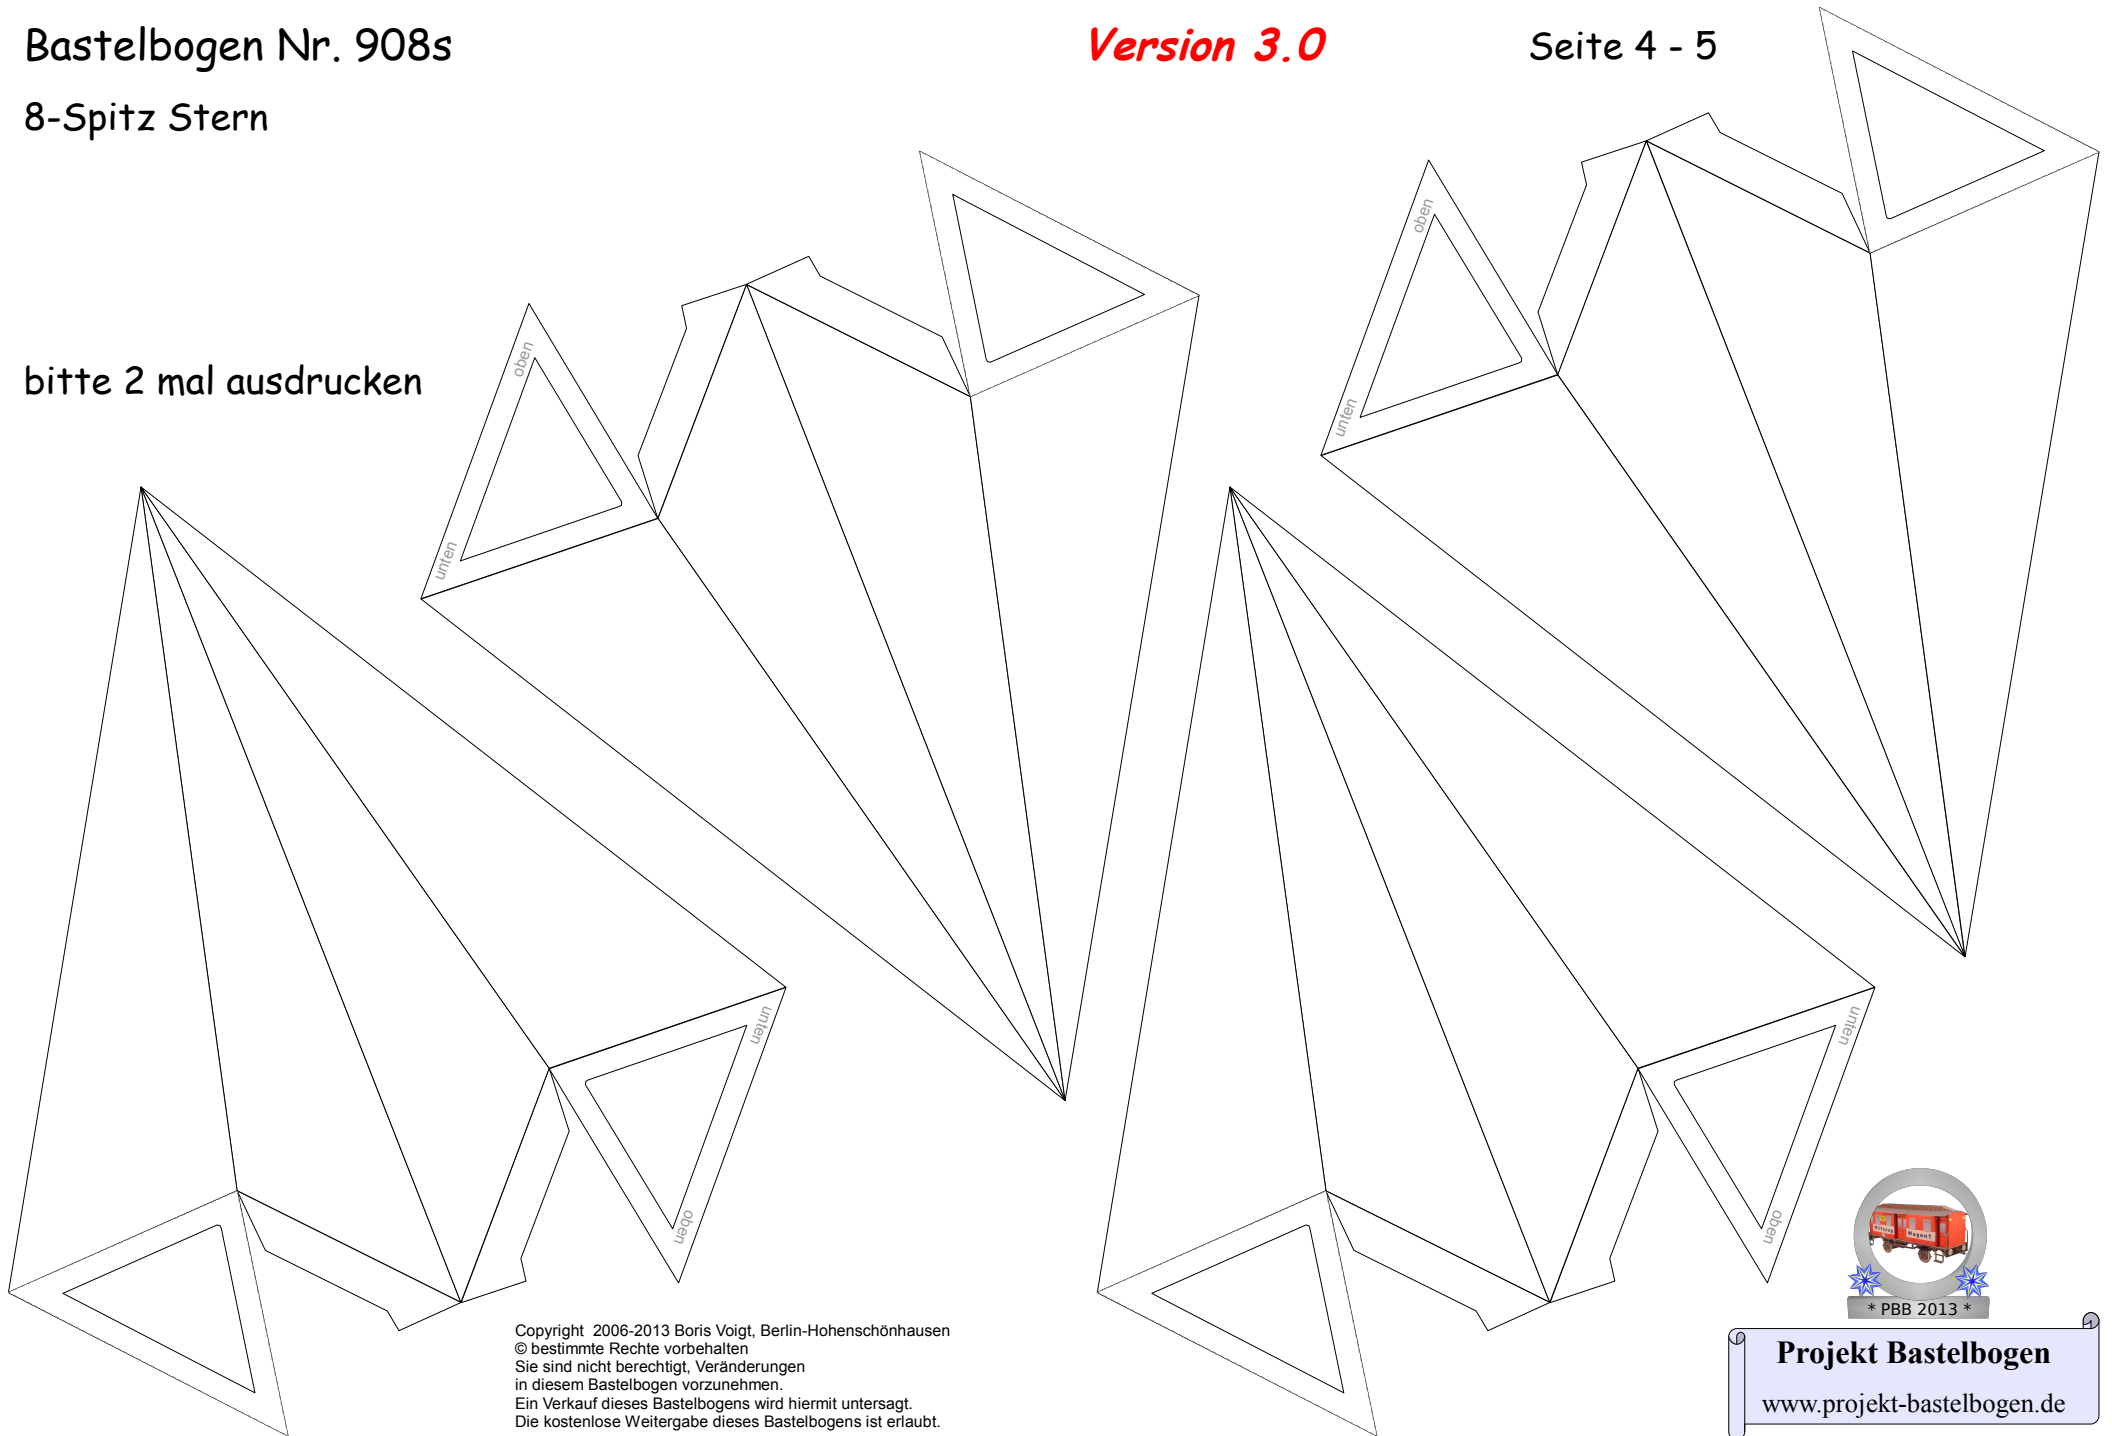 Bastelbogen Nr. 908s
Version 3.0
Seite 4 - 5
8-Spitz Stern
bitte 2 mal ausdrucken
oben
unten
oben
unten
unten
oben
unten
oben
Copyright 2006-2013 Boris Voigt, Berlin-Hohenschönhausen
© bestimmte Rechte vorbehalten
Sie sind nicht berechtigt, Veränderungen
in diesem Bastelbogen vorzunehmen.
Ein Verkauf dieses Bastelbogens wird hiermit untersagt.
Die kostenlose Weitergabe dieses Bastelbogens ist erlaubt.
Wagen1
* PBB 2013 *
Projekt Bastelbogen
www.projekt-bastelbogen.de